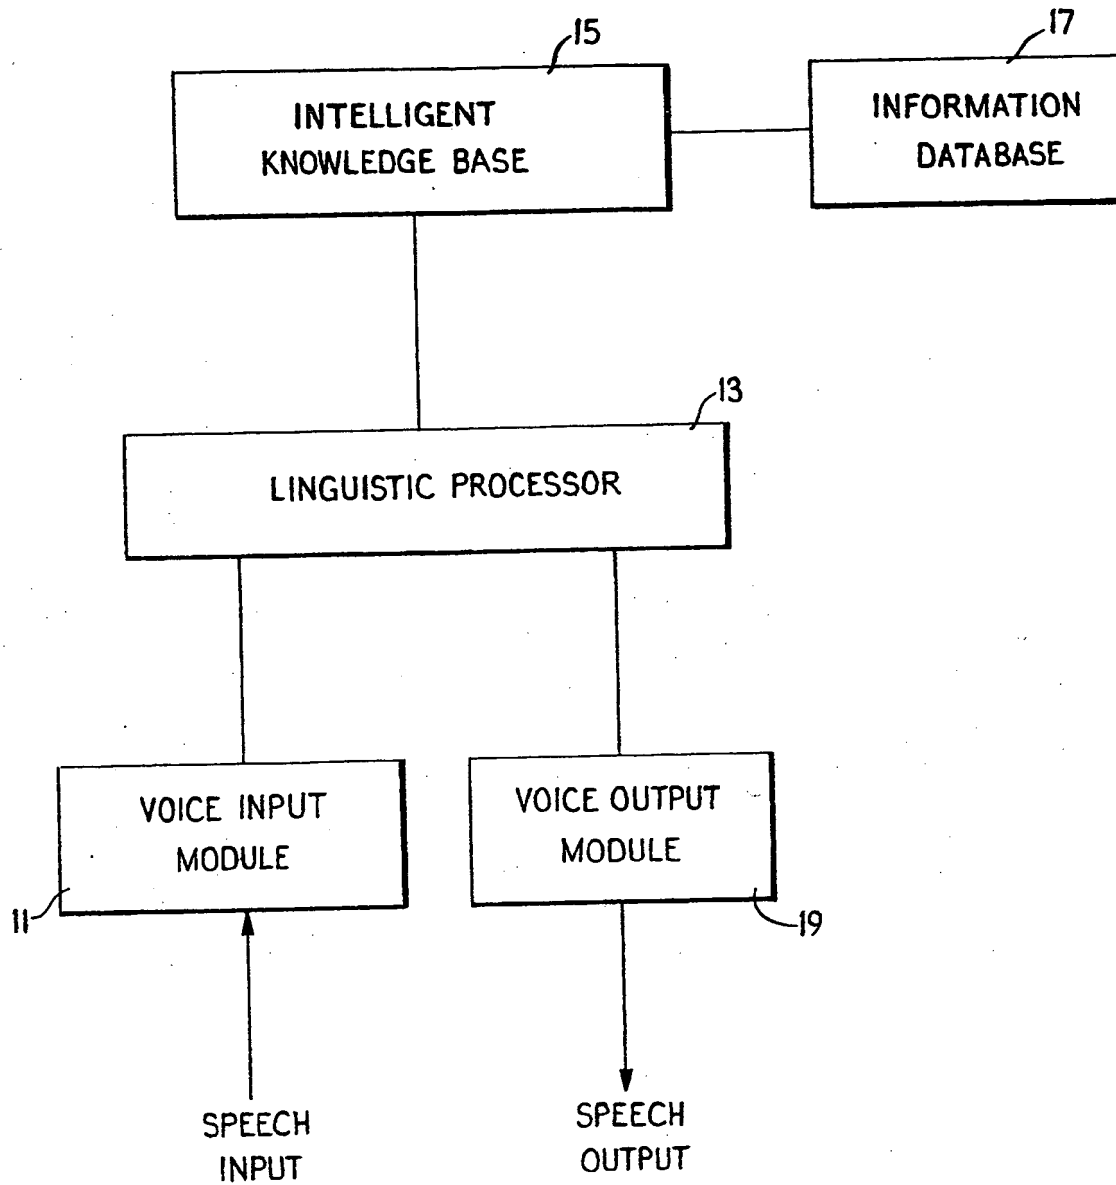 15
17
INTELLIGENT
KNOWLEDGE BASE
INFORMATION
DATABASE
13
LINGUISTIC PROCESSOR
VOICE INPUT
MODULE
VOICE OUTPUT
MODULE
11
19
SPEECH
INPUT
SPEECH
OUTPUT